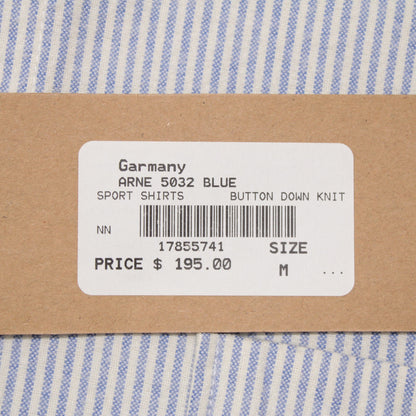 Garmany
ARNE 5032 BLUE
SPORT SHIRTS BUTTON DOWN KNIT
NN
17855741 SIZE
PRICE $ 195.00 M ...